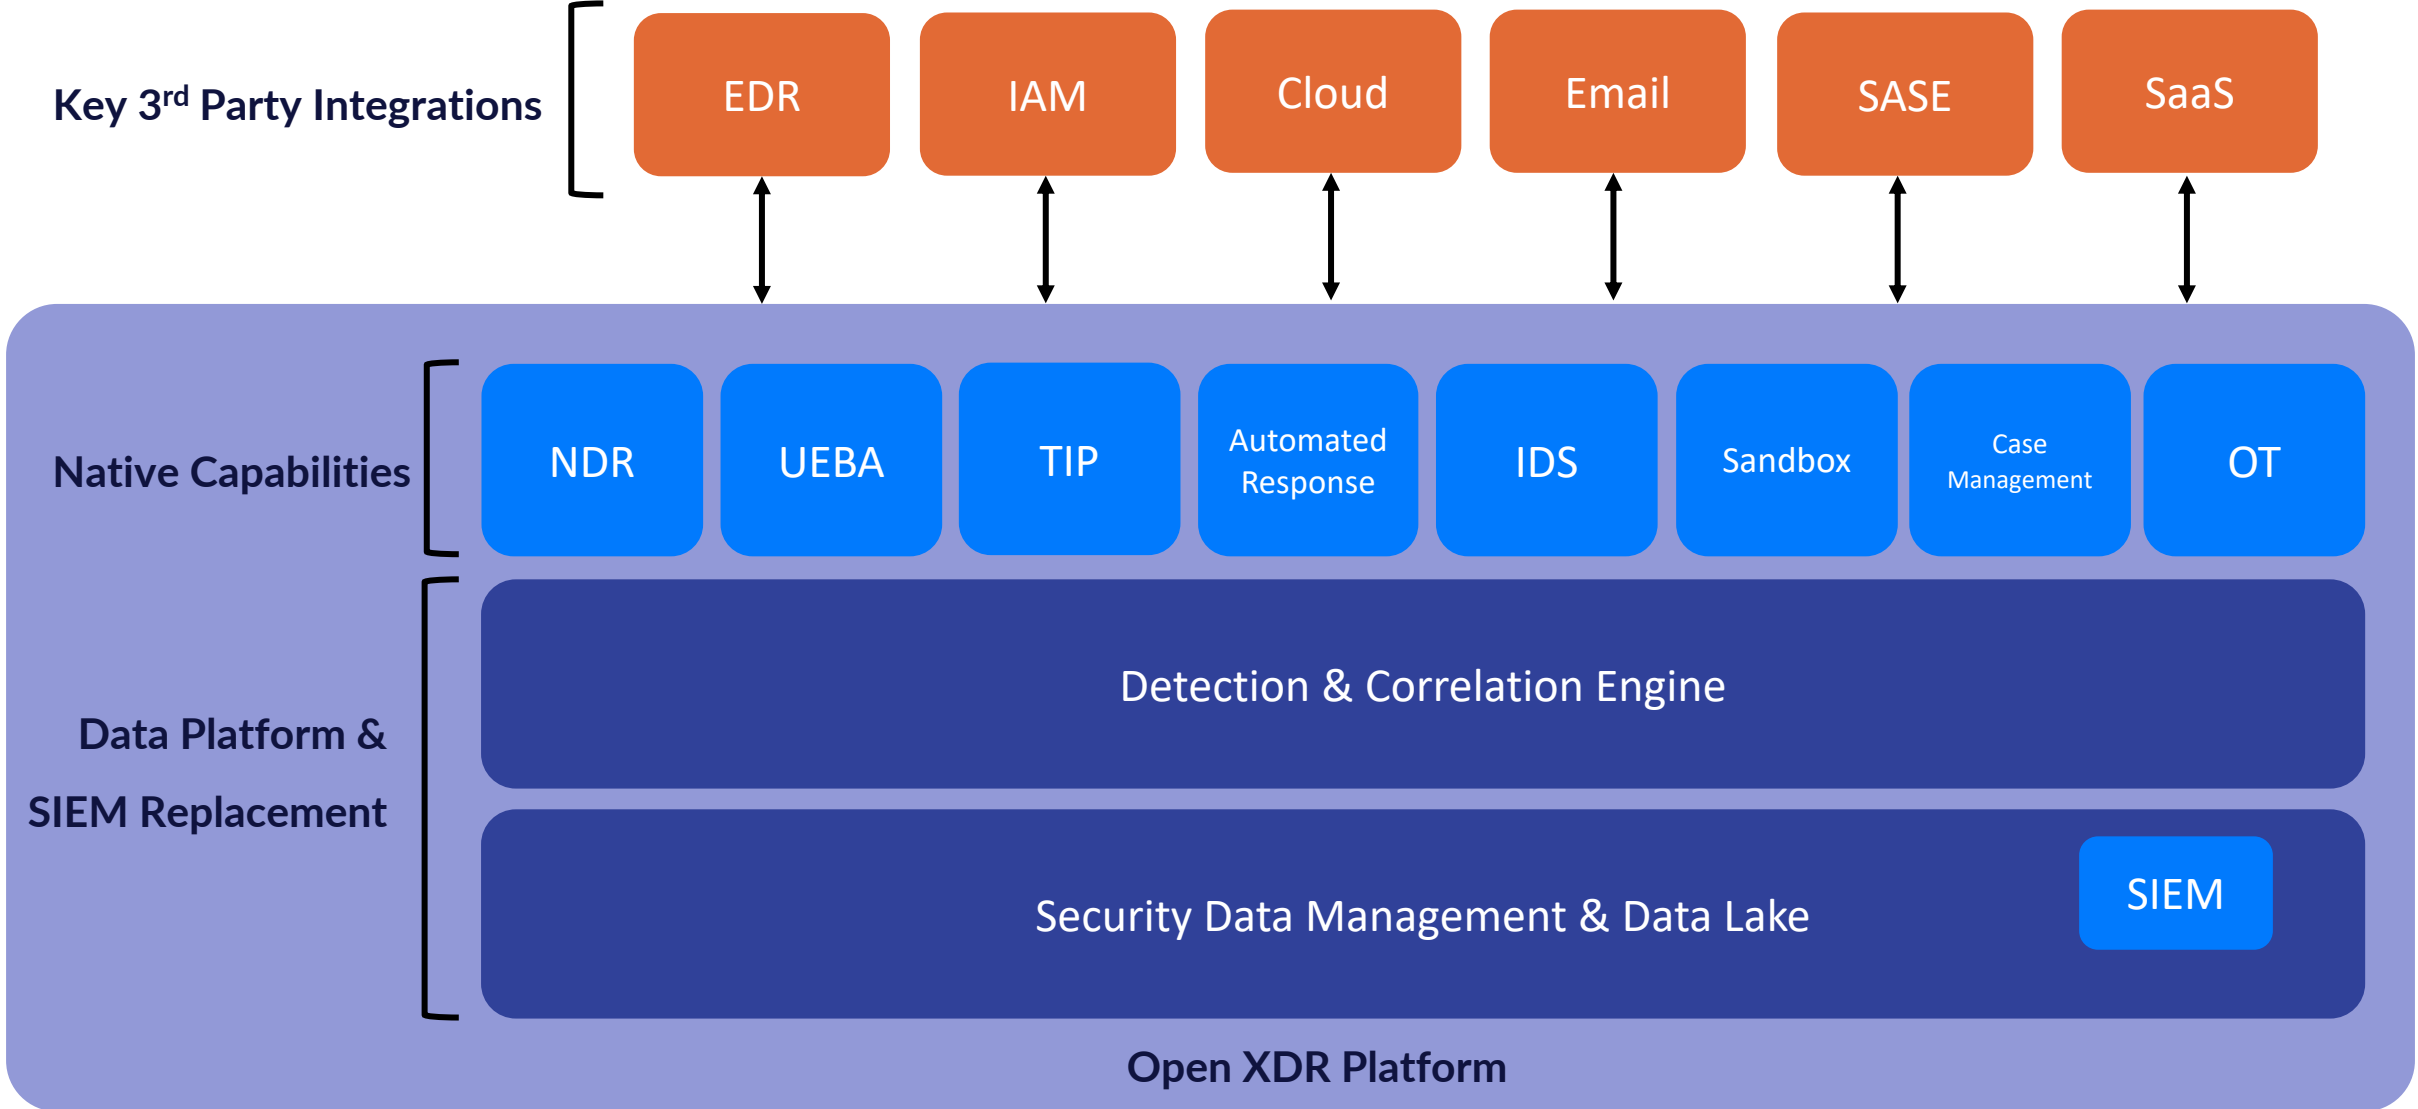 Key 3rd Party Integrations
EDR
IAM
Cloud
Email
SASE
SaaS
Native Capabilities
NDR
UEBA
TIP
Automated
Response
IDS
Sandbox
Case
Management
OT
Data Platform &
SIEM Replacement
Detection & Correlation Engine
Security Data Management & Data Lake
SIEM
Open XDR Platform